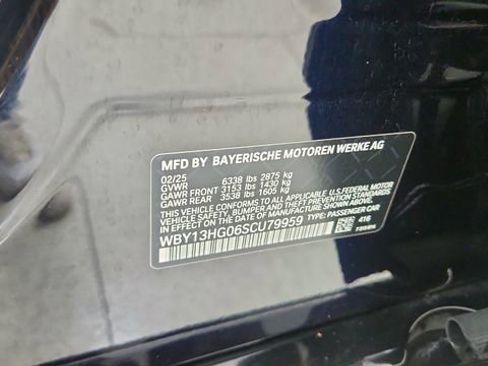 MFD BY BAYERISCHE MOTOREN WERKE AG
02/25
GVWR 6338 lbs 2875 kg
GAWR FRONT 3153 lbs 1430 kg
GAWR REAR 3538 lbs 1605 kg
THIS VEHICLE CONFORMS TO ALL APPLICABLE U.S. FEDERAL MOTOR
VEHICLE SAFETY, BUMPER, AND THEFT PREVENTION STANDARDS
IN EFFECT ON THE DATE OF MANUFACTURE SHOWN ABOVE.
WBY13HG06SCU79959 TYPE: PASSENGER CAR
416